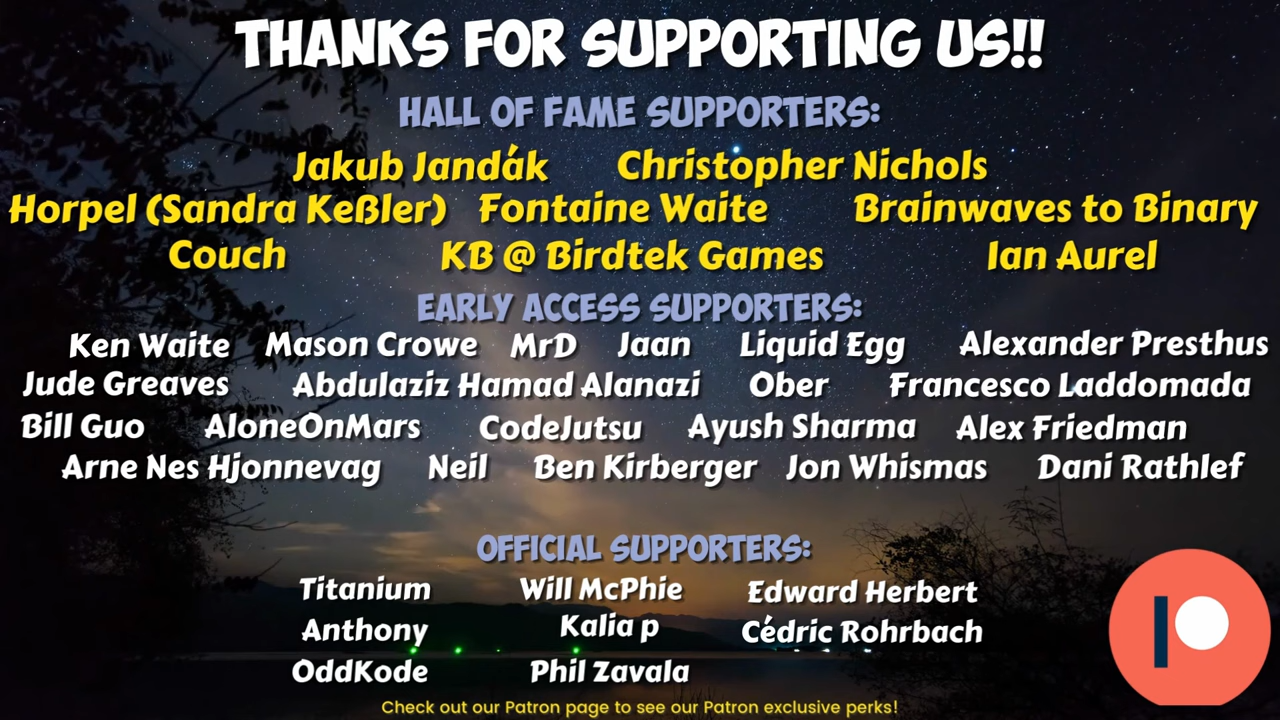 THANKS FOR SUPPORTING US!!
HALL OF FAME SUPPORTERS:
Jakub Jandák Christopher Nichols
Horpel (Sandra Keßler) Fontaine Waite Brainwaves to Binary
Couch KB @ Birdtek Games Ian Aurel
EARLY ACCESS SUPPORTERS:
Ken Waite Mason Crowe MrD Jaan Liquid Egg Alexander Presthus
Jude Greaves Abdulaziz Hamad Alanazi Ober Francesco Laddomada
Bill Guo AloneOnMars CodeJutsu Ayush Sharma Alex Friedman
Arne Nes Hjonnevag Neil Ben Kirberger Jon Whismas Dani Rathlef
OFFICIAL SUPPORTERS:
Titanium Will McPhie Edward Herbert
Anthony Kalia p Cédric Rohrbach
OddKode Phil Zavala
Check out our Patron page to see our Patron exclusive perks!